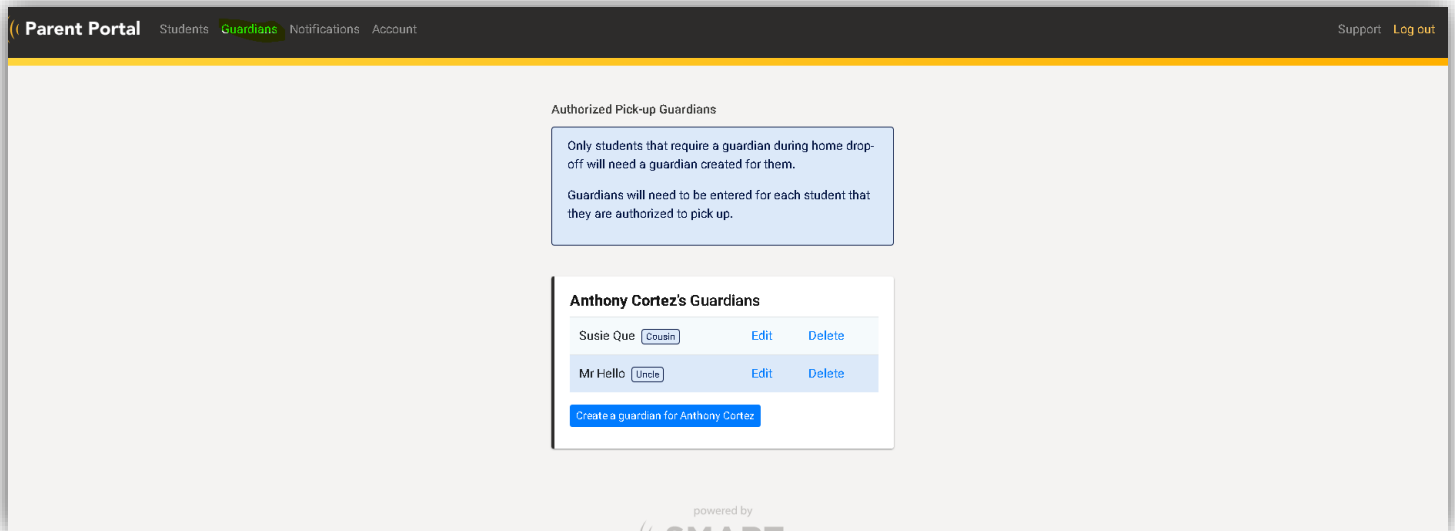 Parent Portal Students Guardians Notifications Account Support Log out
Authorized Pick-up Guardians
Only students that require a guardian during home drop-
off will need a guardian created for them.
Guardians will need to be entered for each student that
they are authorized to pick up.
Anthony Cortez's Guardians
Susie Que Cousin Edit Delete
Mr Hello Uncle Edit Delete
Create a guardian for Anthony Cortez
powered by
SMART